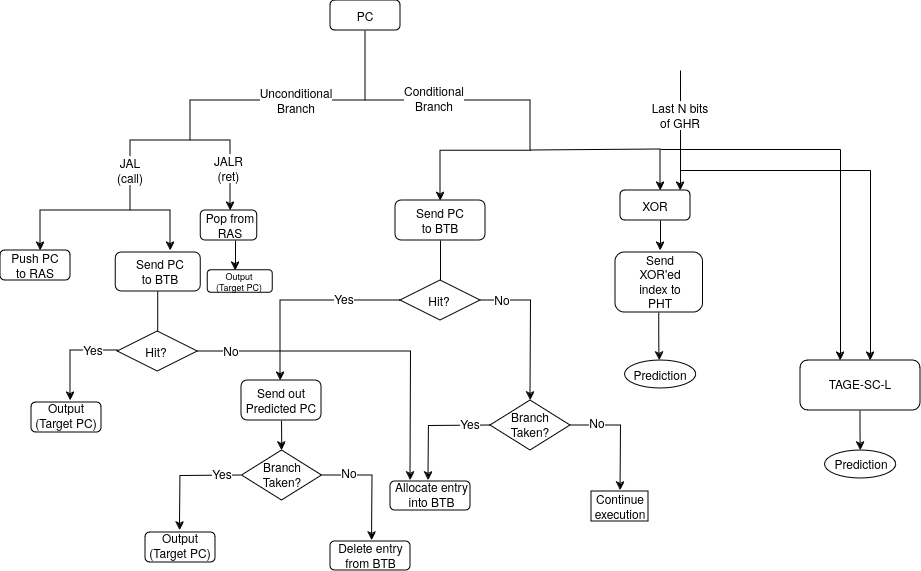 PC
Unconditional
Branch
Conditional
Branch
Last N bits
of GHR
JAL
(call)
JALR
(ret)
Push PC
to RAS
Send PC
to BTB
Pop from
RAS
Output
(Target PC)
Send PC
to BTB
XOR
Send
XOR'ed
index to
PHT
Hit?
Yes
No
Hit?
Yes
No
Output
(Target PC)
Send out
Predicted PC
Prediction
TAGE-SC-L
Branch
Taken?
Yes
No
Branch
Taken?
Yes
No
Allocate entry
into BTB
Continue
execution
Prediction
Output
(Target PC)
Delete entry
from BTB